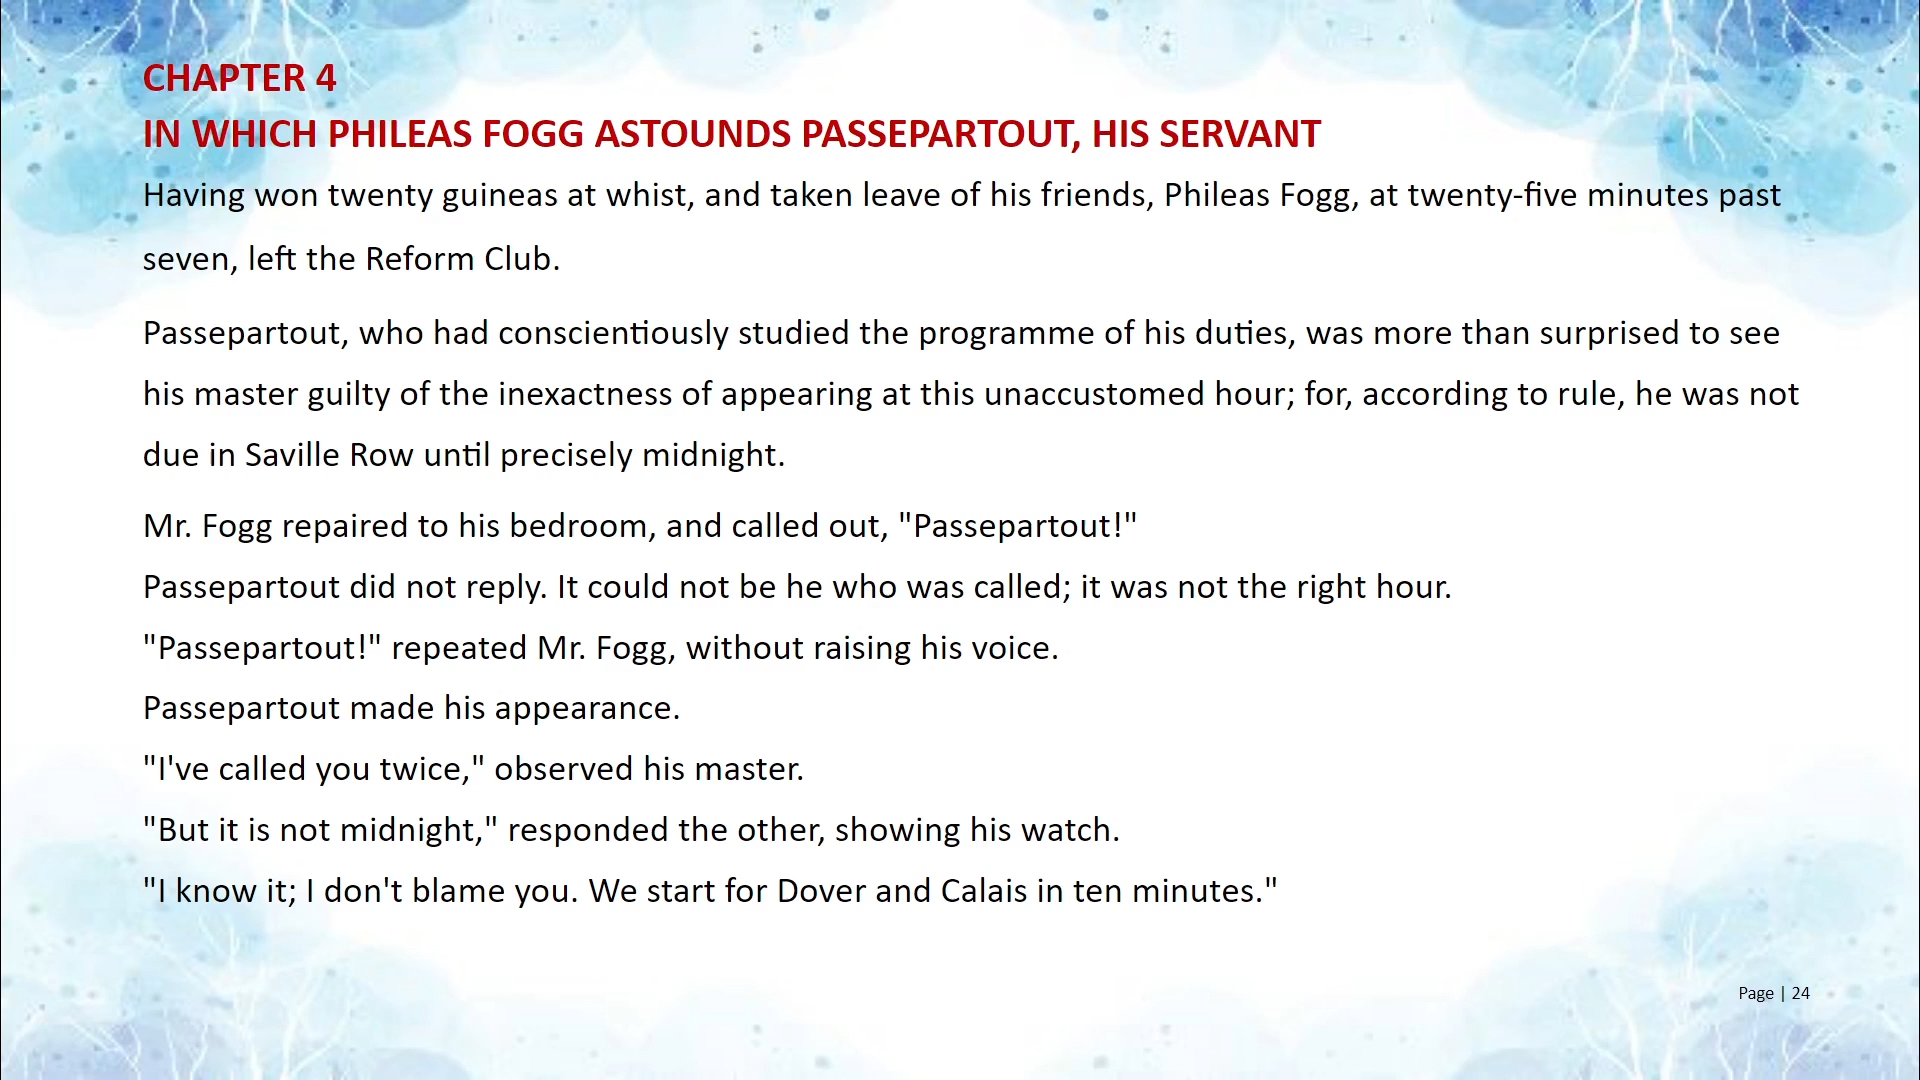 CHAPTER 4
IN WHICH PHILEAS FOGG ASTOUNDS PASSEPARTOUT, HIS SERVANT
Having won twenty guineas at whist, and taken leave of his friends, Phileas Fogg, at twenty-five minutes past
seven, left the Reform Club.
Passepartout, who had conscientiously studied the programme of his duties, was more than surprised to see
his master guilty of the inexactness of appearing at this unaccustomed hour; for, according to rule, he was not
due in Saville Row until precisely midnight.
Mr. Fogg repaired to his bedroom, and called out, "Passepartout!"
Passepartout did not reply. It could not be he who was called; it was not the right hour.
"Passepartout!" repeated Mr. Fogg, without raising his voice.
Passepartout made his appearance.
"I've called you twice," observed his master.
"But it is not midnight," responded the other, showing his watch.
"I know it; I don't blame you. We start for Dover and Calais in ten minutes."
Page | 24